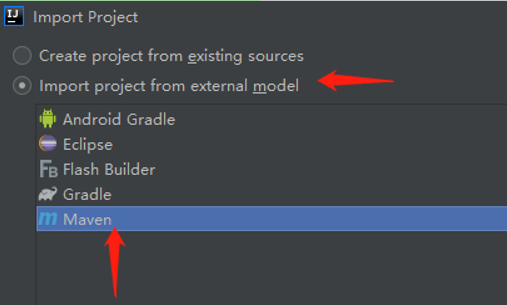 IJ Import Project
Create project from existing sources
Import project from external model
Android Gradle
Eclipse
FB Flash Builder
Gradle
m Maven